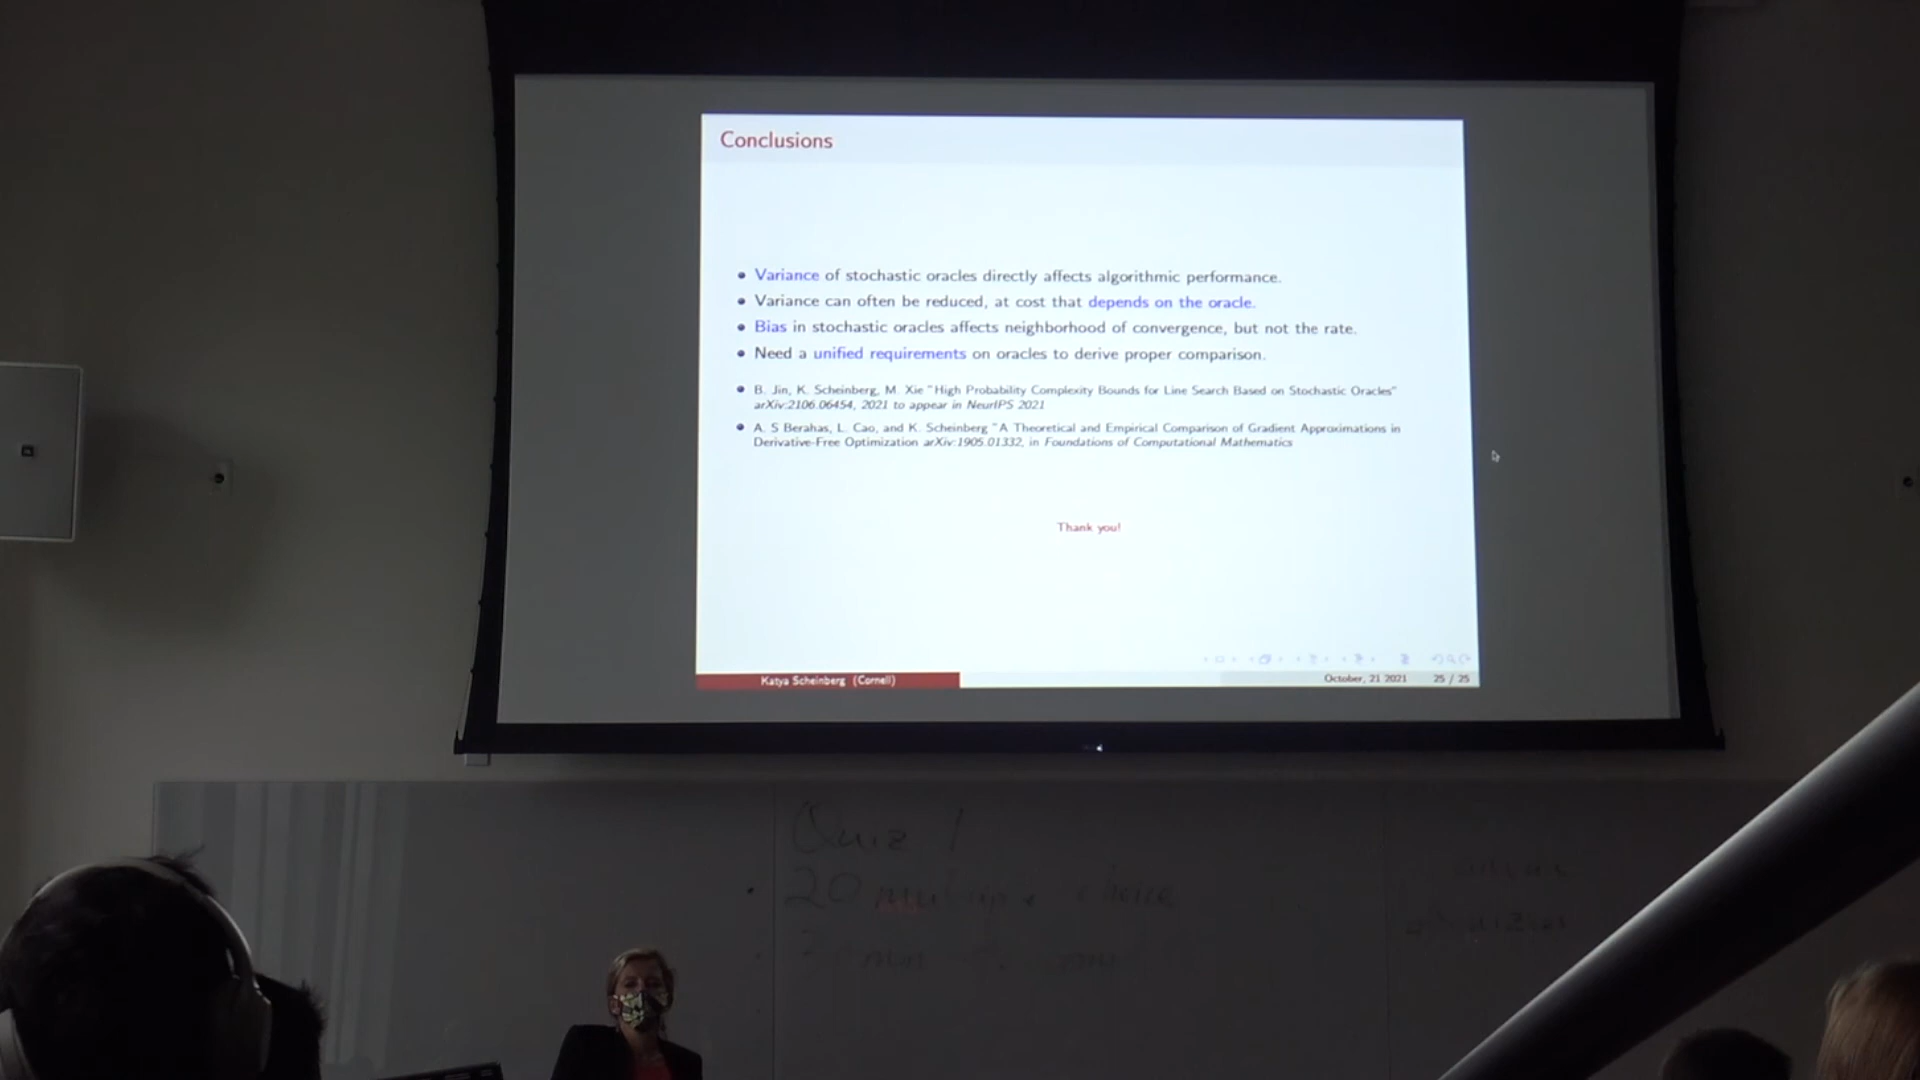 Conclusions
Variance of stochastic oracles directly affects algorithmic performance.
Variance can often be reduced, at cost that depends on the oracle.
Bias in stochastic oracles affects neighborhood of convergence, but not the rate.
Need a unified requirements on oracles to derive proper comparison.
B. Jin, K. Scheinberg, M. Xie "High Probability Complexity Bounds for Line Search Based on Stochastic Oracles"
arXiv:2106.06454, 2021 to appear in NeurIPS 2021
A. S Berahas, L. Cao, and K. Scheinberg "A Theoretical and Empirical Comparison of Gradient Approximations in
Derivative-Free Optimization arXiv:1905.01332, in Foundations of Computational Mathematics
Thank you!
Katya Scheinberg (Cornell)
October, 21 2021
25 / 25
Quiz 1
20 multiple choice